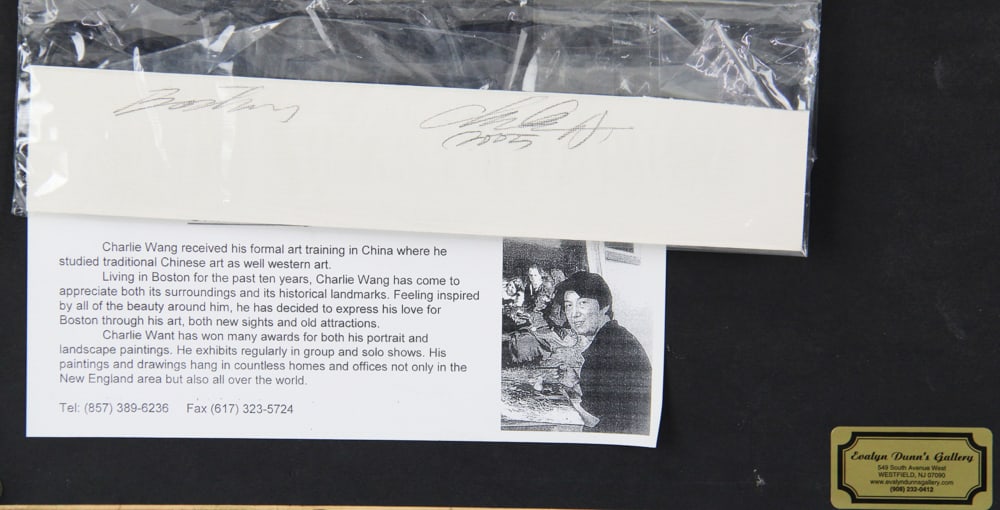 Charlie Wang received his formal art training in China where he
studied traditional Chinese art as well western art.
Living in Boston for the past ten years, Charlie Wang has come to
appreciate both its surroundings and its historical landmarks. Feeling inspired
by all of the beauty around him, he has decided to express his love for
Boston through his art, both new sights and old attractions.
Charlie Want has won many awards for both his portrait and
landscape paintings. He exhibits regularly in group and solo shows. His
paintings and drawings hang in countless homes and offices not only in the
New England area but also all over the world.
Tel: (857) 389-6236 Fax (617) 323-5724
Evalyn Dunn's Gallery
549 South Avenue West
WESTFIELD, NJ 07090
www.evalyndunnsgallery.com
(908) 233-0412